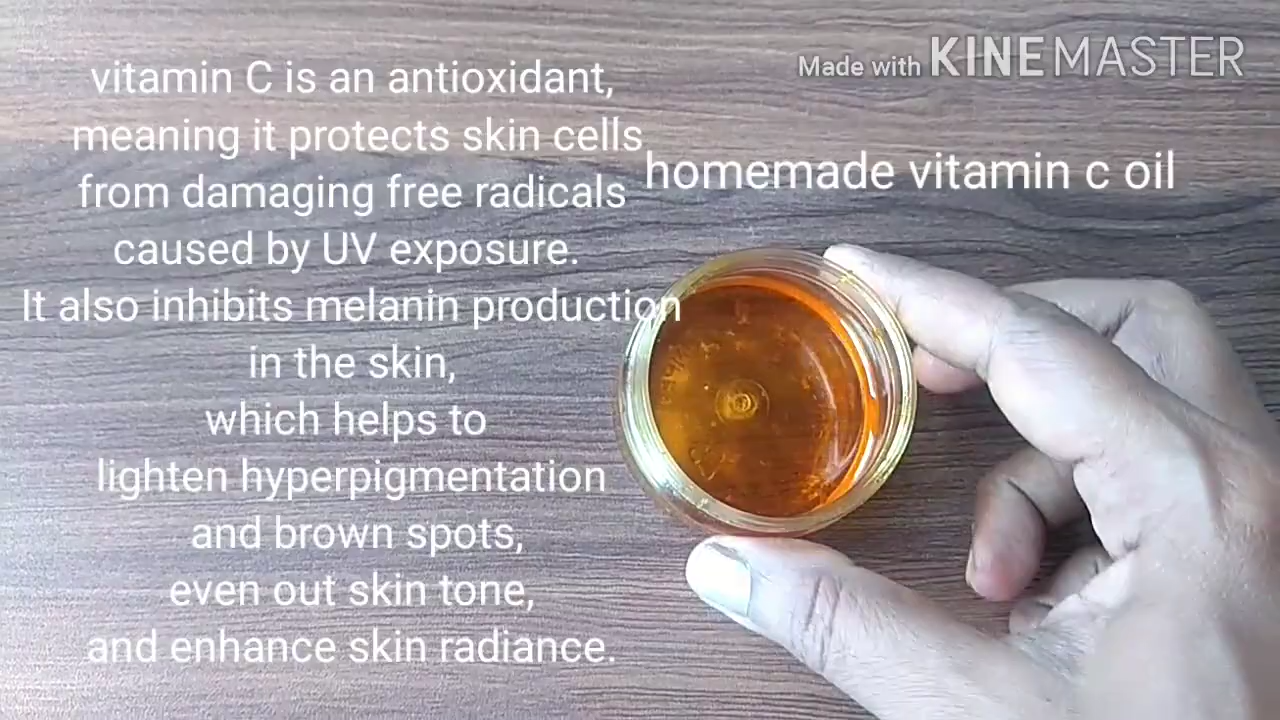 Made with KINEMASTER
vitamin C is an antioxidant,
meaning it protects skin cells
from damaging free radicals
caused by UV exposure.
It also inhibits melanin production
in the skin,
which helps to
lighten hyperpigmentation
and brown spots,
even out skin tone,
and enhance skin radiance.
homemade vitamin c oil